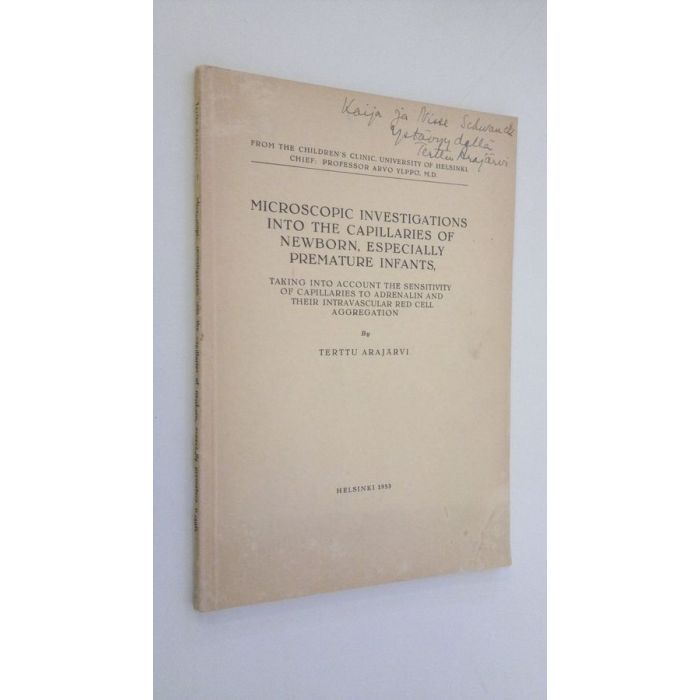 Kaija ja Nisse Schwanck
ystävyydellä
Terttu Arajärvi
FROM THE CHILDREN'S CLINIC, UNIVERSITY OF HELSINKI
CHIEF: PROFESSOR ARVO YLPPÖ, M.D.
MICROSCOPIC INVESTIGATIONS
INTO THE CAPILLARIES OF
NEWBORN, ESPECIALLY
PREMATURE INFANTS,
TAKING INTO ACCOUNT THE SENSITIVITY
OF CAPILLARIES TO ADRENALIN AND
THEIR INTRAVASCULAR RED CELL
AGGREGATION
By
TERTTU ARAJÄRVI
HELSINKI 1953